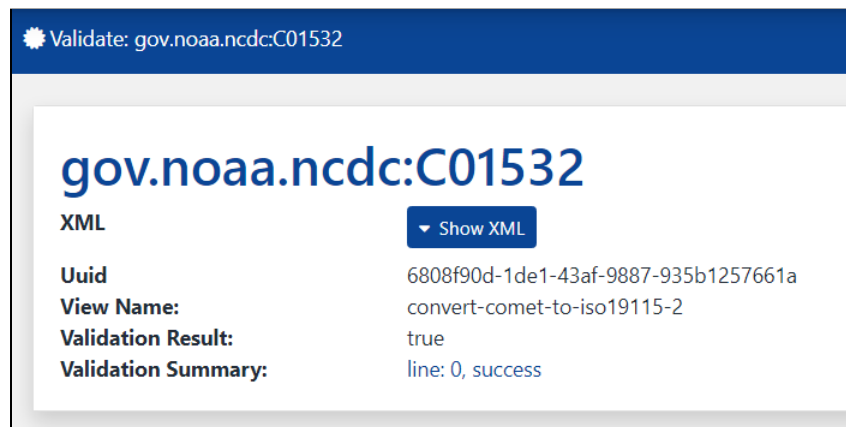 Validate: gov.noaa.ncdc:C01532
gov.noaa.ncdc:C01532
XML Show XML
Uuid 6808f90d-1de1-43af-9887-935b1257661a
View Name: convert-comet-to-iso19115-2
Validation Result: true
Validation Summary: line: 0, success